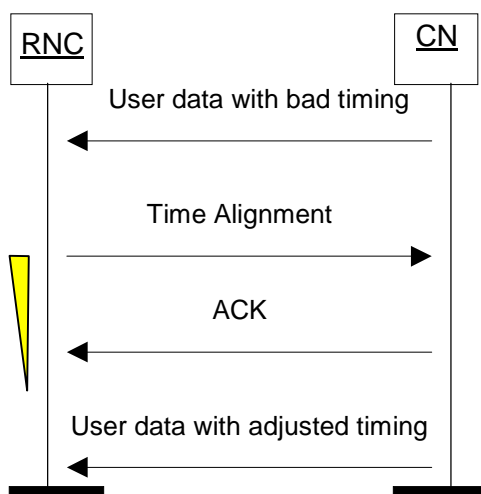 RNC
CN
User data with bad timing
Time Alignment
ACK
User data with adjusted timing